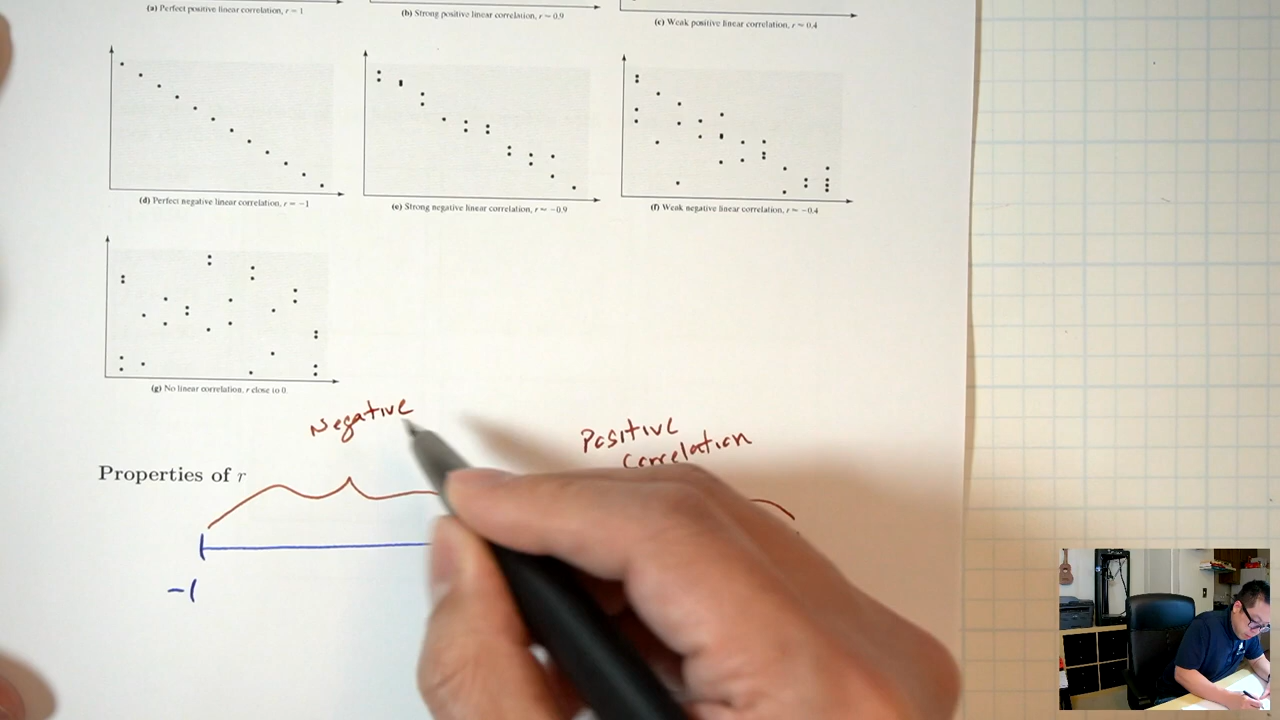 (a) Perfect positive linear correlation, r = 1
(b) Strong positive linear correlation, r ≈ 0.9
(c) Weak positive linear correlation, r ≈ 0.4
(d) Perfect negative linear correlation, r = −1
(e) Strong negative linear correlation, r ≈ −0.9
(f) Weak negative linear correlation, r ≈ −0.4
(g) No linear correlation, r close to 0.
Negative
Positive
Correlation
Properties of r
-1